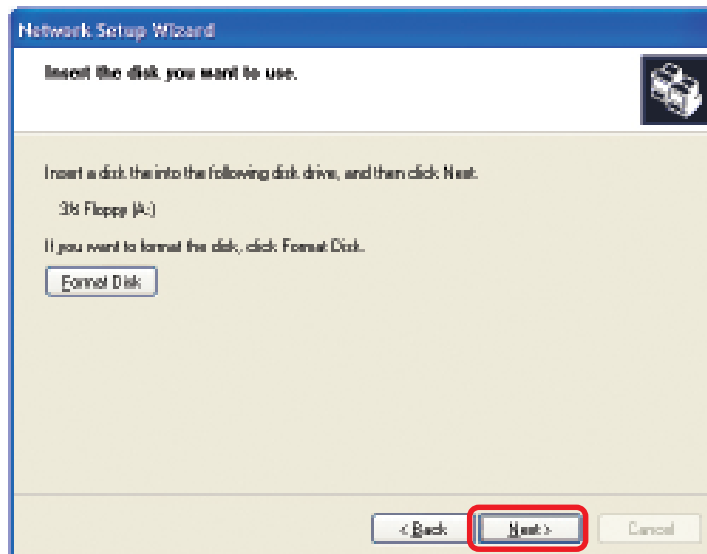 Network Setup Wizard
Insert the disk you want to use.
Insert a disk the into the following disk drive, and then click Next.
3½ Floppy (A:)
If you want to format the disk, click Format Disk.
Format Disk
< Back
Next >
Cancel